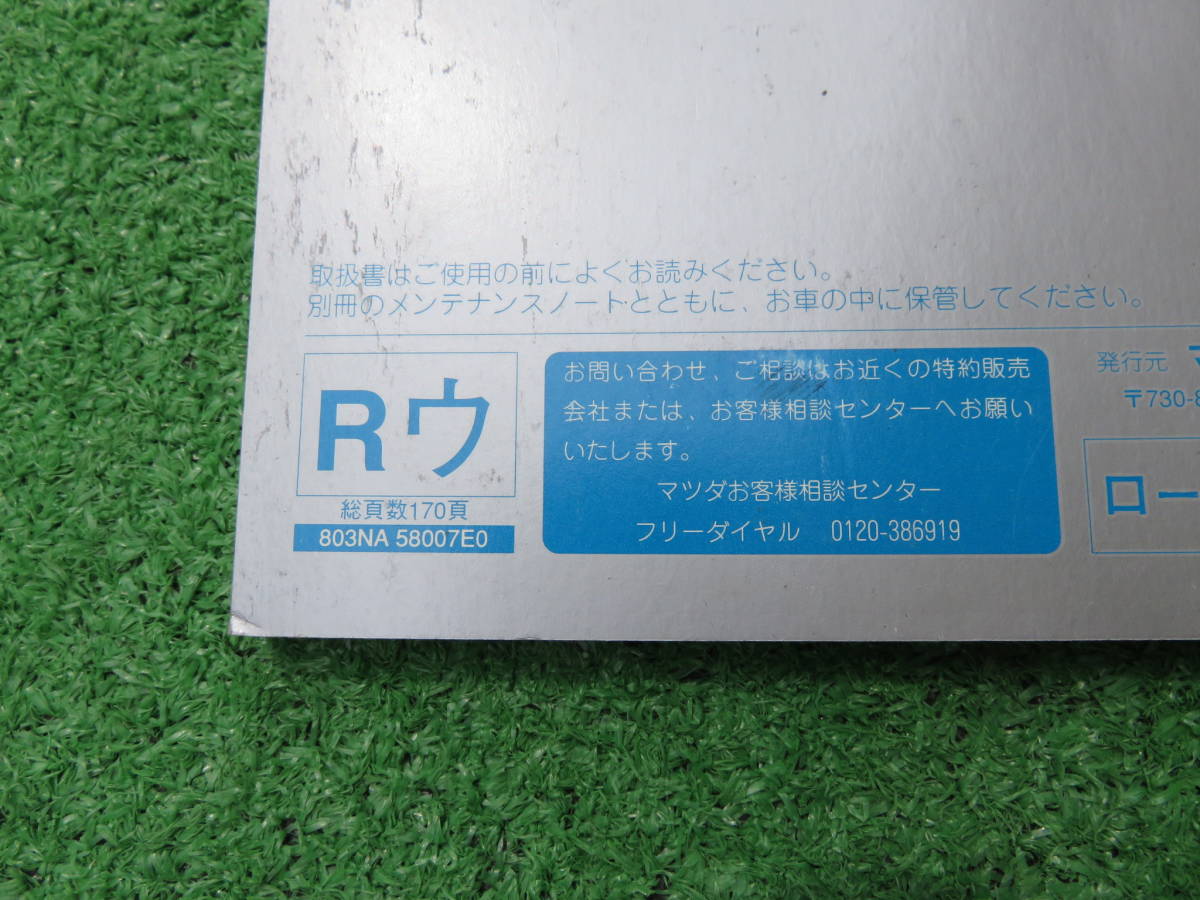 取扱書はご使用の前によくお読みください。
別冊のメンテナンスノートとともに、お車の中に保管してください。
Rウ
総頁数170頁
803NA 58007E0
お問い合わせ、ご相談はお近くの特約販売
会社または、お客様相談センターへお願い
いたします。
マツダお客様相談センター
フリーダイヤル 0120-386919
発行元 マ
〒730-8
ロー